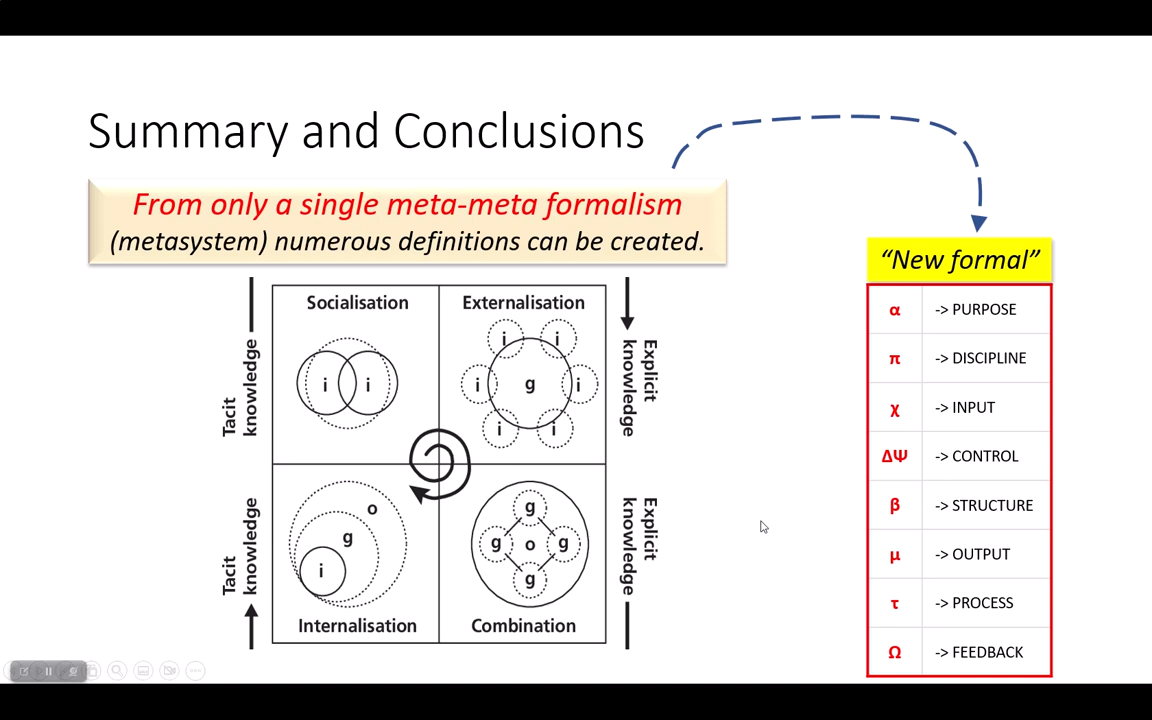 Summary and Conclusions
From only a single meta-meta formalism
(metasystem) numerous definitions can be created.
“New formal”
α -> PURPOSE
π -> DISCIPLINE
χ -> INPUT
ΔΨ -> CONTROL
β -> STRUCTURE
μ -> OUTPUT
τ -> PROCESS
Ω -> FEEDBACK
Tacit
knowledge
Socialisation
i i
Externalisation
i i
i g i
i i
Explicit
knowledge
Tacit
knowledge
o
g
i
Internalisation
g
g o g
g
Combination
Explicit
knowledge